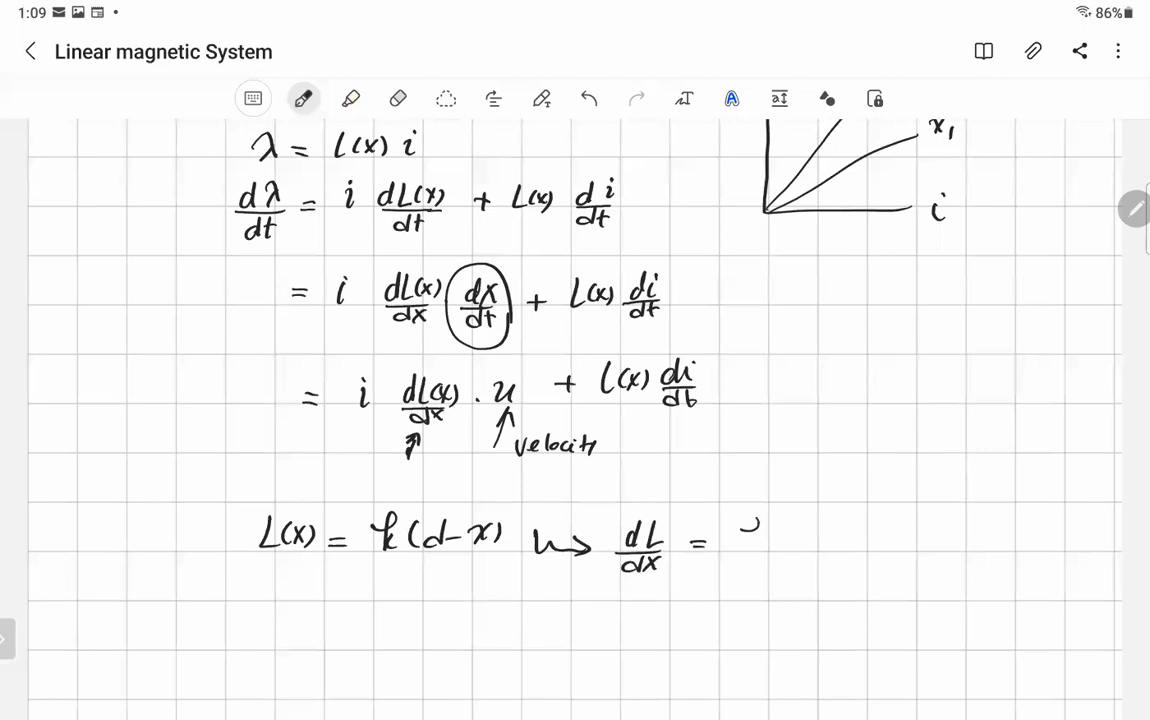 1:09
86%
Linear magnetic System
λ = L(x) i
x₁
dλ/dt = i dL(x)/dt + L(x) di/dt
i
= i dL(x)/dx dx/dt + L(x) di/dt
= i dL(x)/dx . u + L(x) di/dt
velocity
L(x) = k(d-x) ↝ dL/dx =